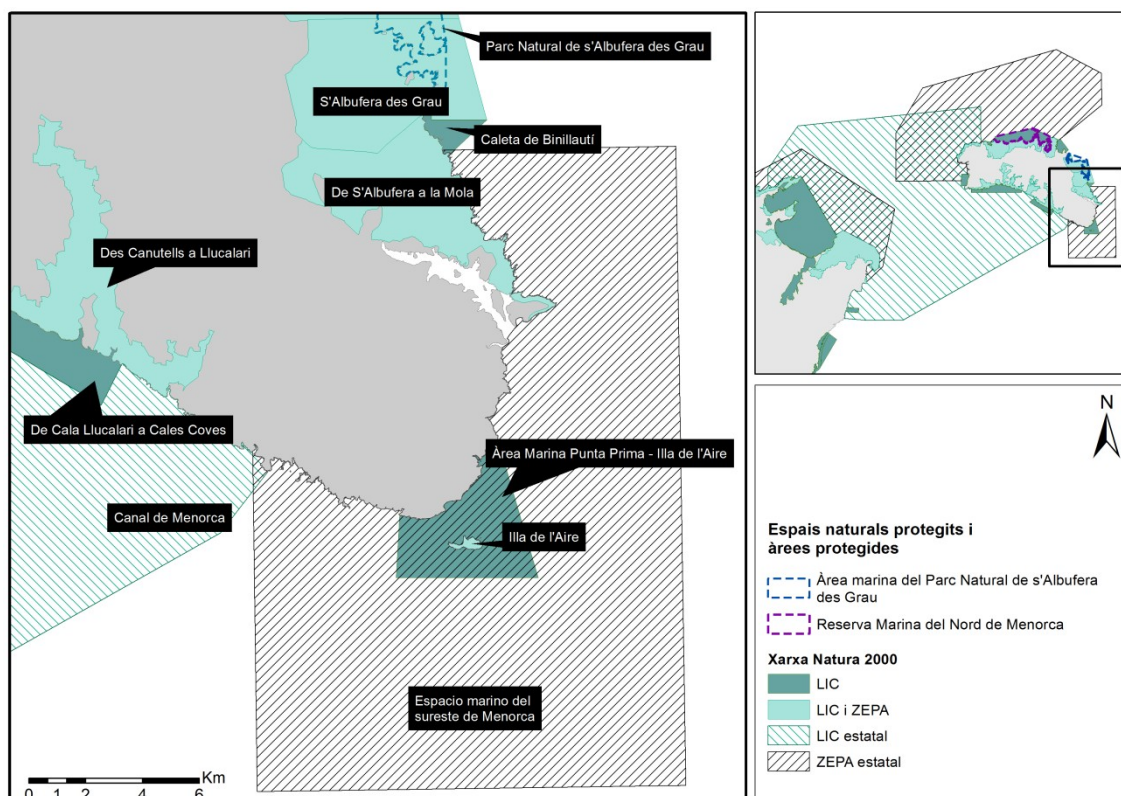 Parc Natural de s'Albufera des Grau
S'Albufera des Grau
Caleta de Binillautí
De S'Albufera a la Mola
Des Canutells a Llucalari
De Cala Llucalari a Cales Coves
Àrea Marina Punta Prima - Illa de l'Aire
Canal de Menorca
Illa de l'Aire
Espacio marino del
sureste de Menorca
Km
0 1 2 4 6
N
Espais naturals protegits i
àrees protegides
Àrea marina del Parc Natural de s'Albufera
des Grau
Reserva Marina del Nord de Menorca
Xarxa Natura 2000
LIC
LIC i ZEPA
LIC estatal
ZEPA estatal